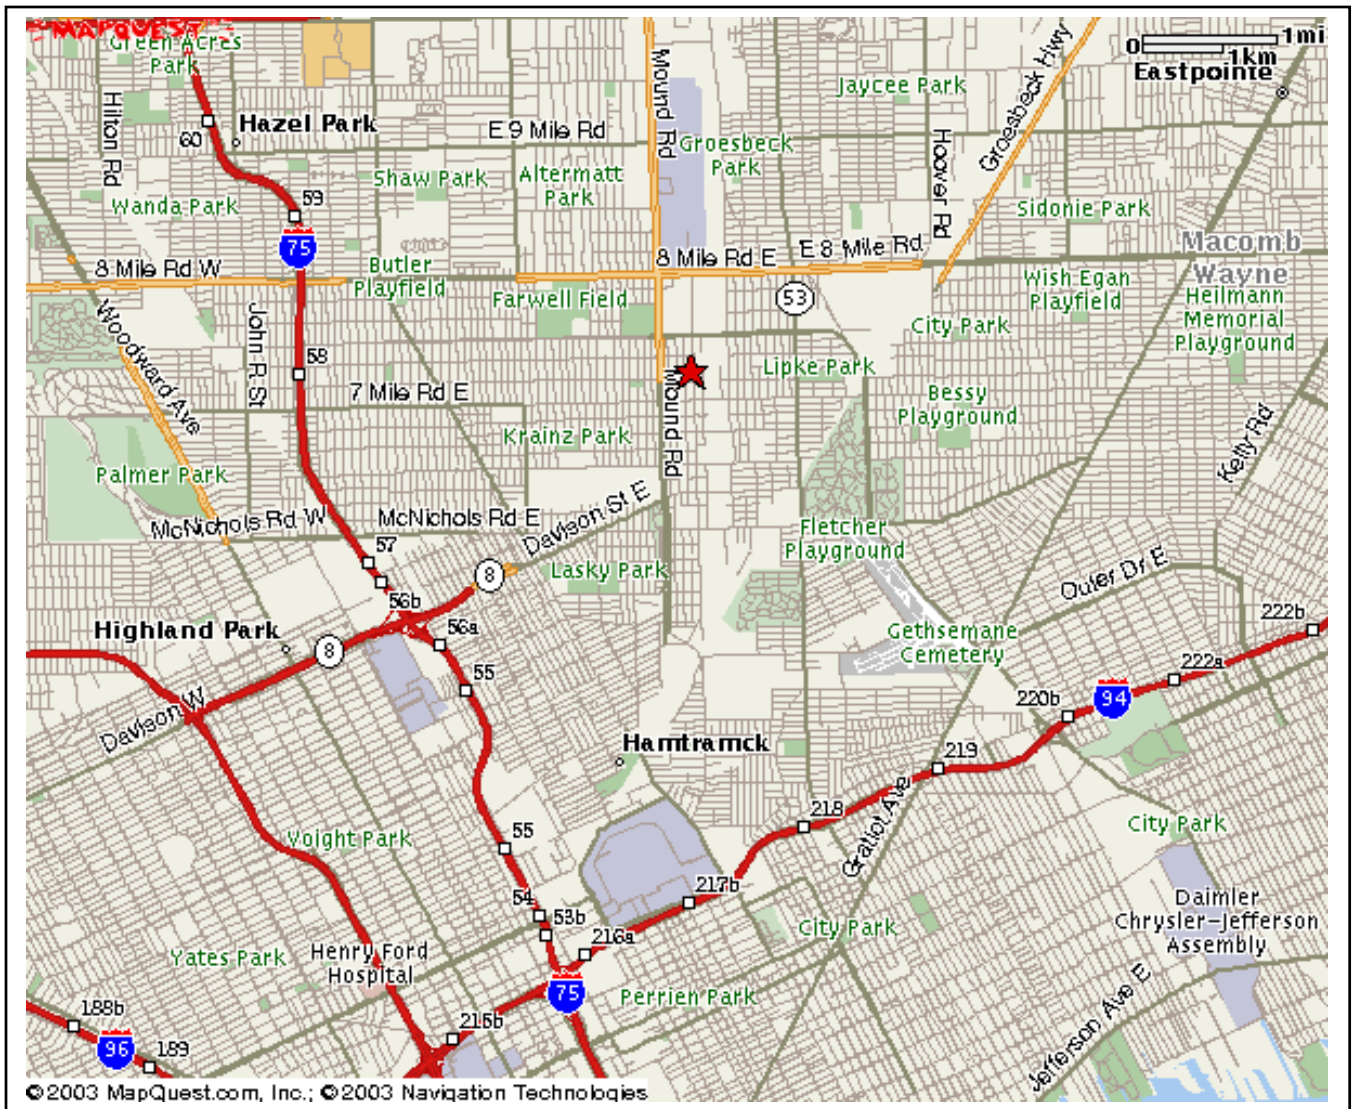 MAPQUEST
Green Acres
Park
0
1mi
1km
Eastpointe
Hilton Rd
60
Hazel Park
E 9 Mile Rd
Mound Rd
Groesbeck
Park
Jaycee Park
Hoover Rd
Groesbeck Hwy
Shaw Park
Altermatt
Park
Wanda Park
59
75
Sidonie Park
Macomb
Wayne
8 Mile Rd W
Butler
Playfield
8 Mile Rd E
E 8 Mile Rd
Farwell Field
53
Wish Egan
Playfield
Heilmann
Memorial
Playground
City Park
Woodward Ave
John R St
58
7 Mile Rd E
Mound Rd
Lipke Park
Bessy
Playground
Kelly Rd
Krainz Park
Palmer Park
McNichols Rd W
McNichols Rd E
Davison St E
Fletcher
Playground
57
8
Lasky Park
Outer Dr E
56b
Highland Park
8
56a
Gethsemane
Cemetery
222b
222a
55
94
220b
Davison W
Hamtramck
219
218
Gratiot Ave
City Park
Voight Park
55
54
53b
217b
Daimler
Chrysler-Jefferson
Assembly
City Park
216a
Yates Park
Henry Ford
Hospital
75
Perrien Park
Jefferson Ave E
188b
215b
96
189
©2003 MapQuest.com, Inc.; ©2003 Navigation Technologies